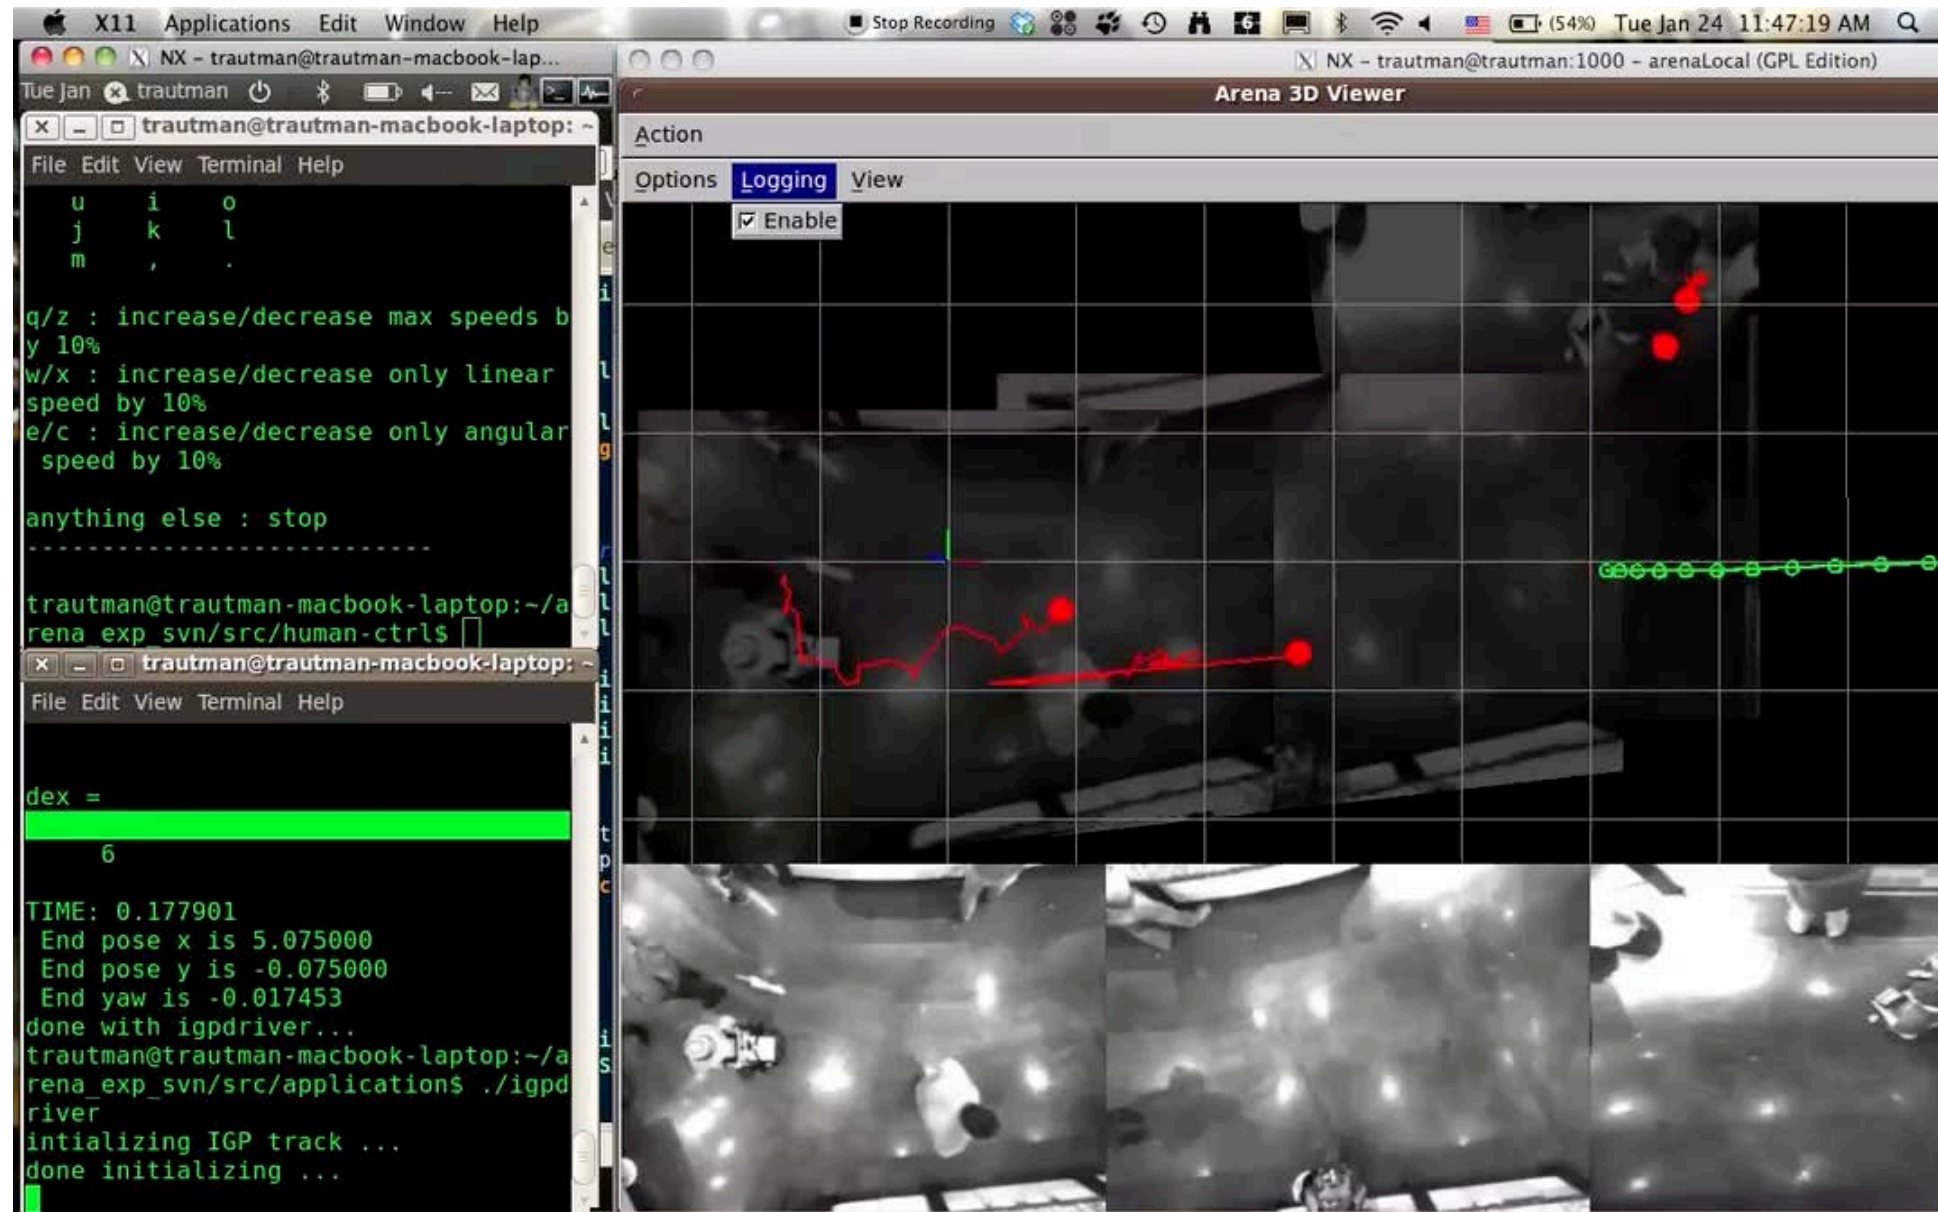 X11 Applications Edit Window Help
Stop Recording
6
(54%) Tue Jan 24 11:47:19 AM
NX - trautman@trautman-macbook-lap...
NX - trautman@trautman:1000 - arenaLocal (GPL Edition)
Tue Jan trautman
Arena 3D Viewer
trautman@trautman-macbook-laptop: ~
File Edit View Terminal Help
u i o
j k l
m , .
q/z : increase/decrease max speeds b
y 10%
w/x : increase/decrease only linear
speed by 10%
e/c : increase/decrease only angular
speed by 10%
anything else : stop
---------------------------
trautman@trautman-macbook-laptop:~/a
rena_exp_svn/src/human-ctrl$
trautman@trautman-macbook-laptop: ~
File Edit View Terminal Help
dex =
6
TIME: 0.177901
End pose x is 5.075000
End pose y is -0.075000
End yaw is -0.017453
done with igpdriver...
trautman@trautman-macbook-laptop:~/a
rena_exp_svn/src/application$ ./igpd
river
intializing IGP track ...
done initializing ...
Action
Options Logging View
Enable